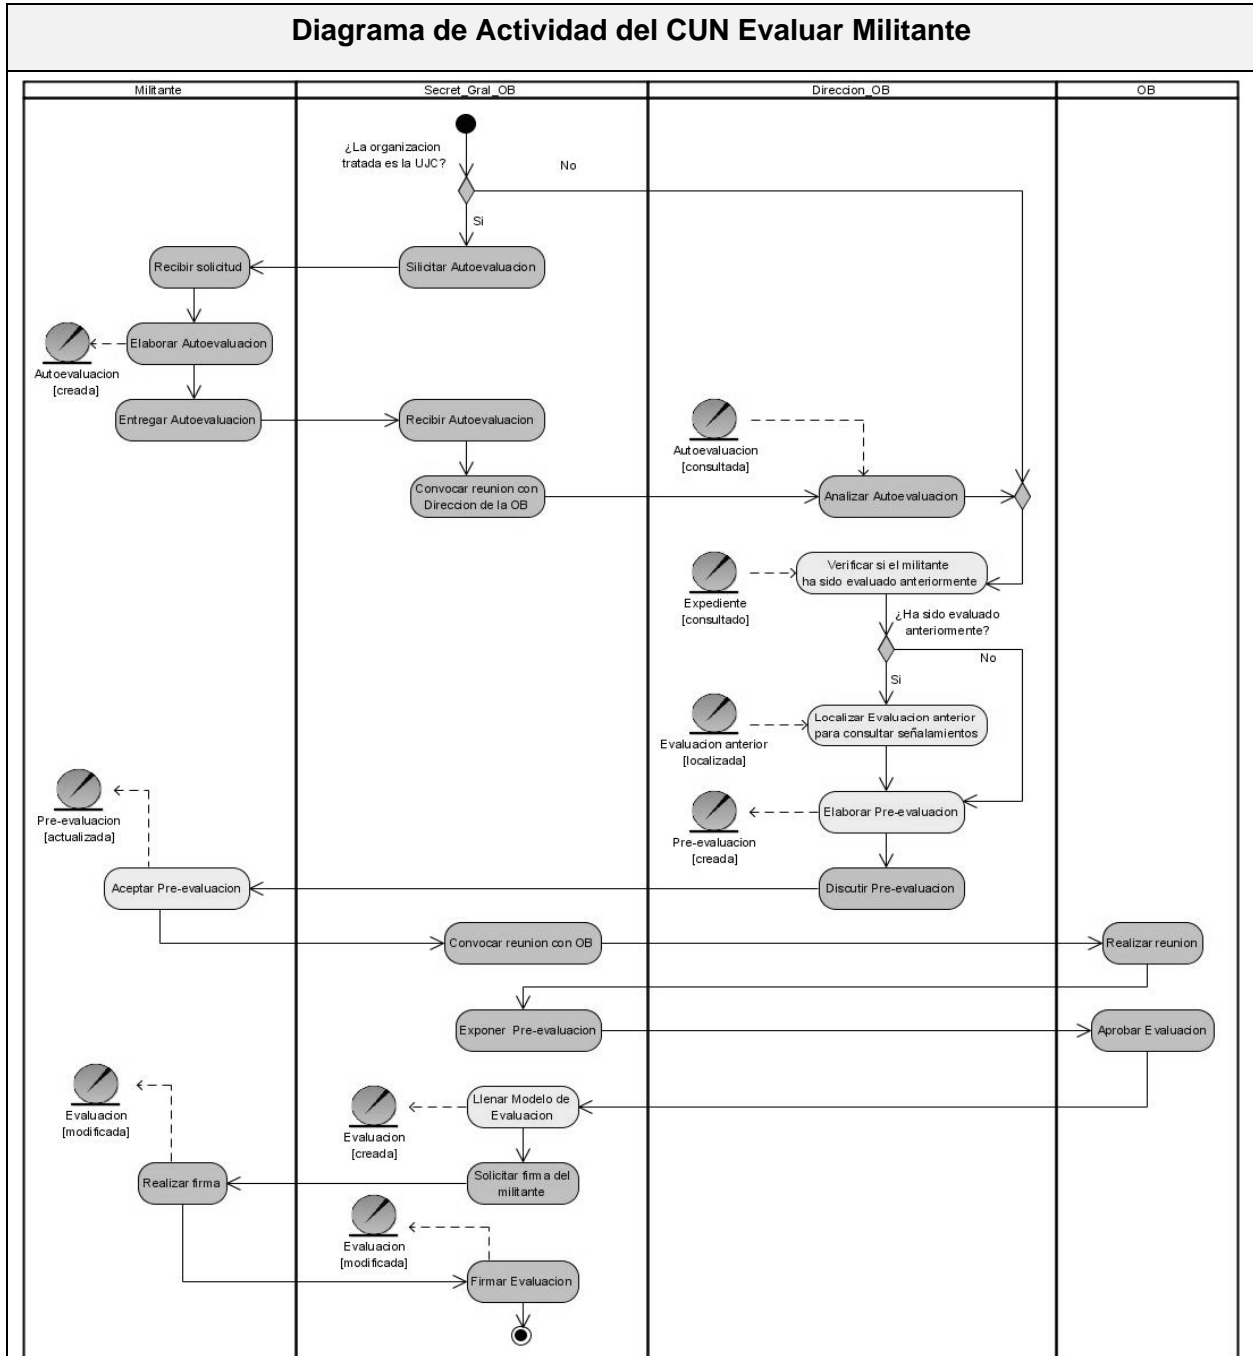 Diagrama de Actividad del CUN Evaluar Militante
Militante
Secret_Gral_OB
Direccion_OB
OB
¿La organizacion
tratada es la UJC?
No
Si
Recibir solicitud
Silicitar Autoevaluacion
Elaborar Autoevaluacion
Autoevaluacion
[creada]
Entregar Autoevaluacion
Recibir Autoevaluacion
Autoevaluacion
[consultada]
Convocar reunion con
Direccion de la OB
Analizar Autoevaluacion
Verificar si el militante
ha sido evaluado anteriormente
Expediente
[consultado]
¿Ha sido evaluado
anteriormente?
No
Si
Localizar Evaluacion anterior
para consultar señalamientos
Evaluacion anterior
[localizada]
Pre-evaluacion
[actualizada]
Elaborar Pre-evaluacion
Pre-evaluacion
[creada]
Aceptar Pre-evaluacion
Discutir Pre-evaluacion
Convocar reunion con OB
Realizar reunion
Exponer Pre-evaluacion
Aprobar Evaluacion
Evaluacion
[modificada]
Llenar Modelo de
Evaluacion
Evaluacion
[creada]
Realizar firma
Solicitar firma del
militante
Evaluacion
[modificada]
Firmar Evaluacion